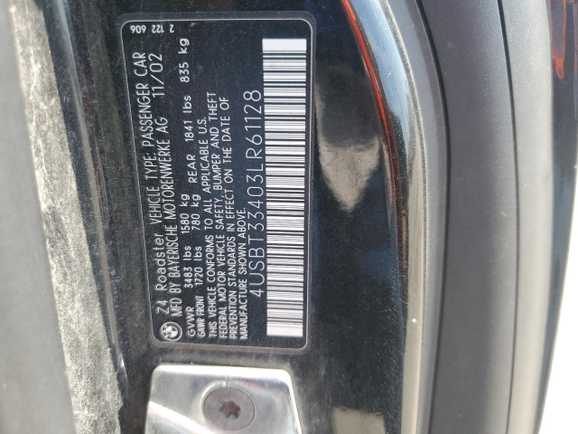 Z4 Roadster VEHICLE TYPE: PASSENGER CAR
MFD BY BAYERISCHE MOTORENWERKE AG 11/02
GVWR 3483 lbs 1580 kg
GAWR FRONT 1720 lbs 780 kg REAR 1841 lbs 835 kg
THIS VEHICLE CONFORMS TO ALL APPLICABLE U.S.
FEDERAL MOTOR VEHICLE SAFETY, BUMPER AND THEFT
PREVENTION STANDARDS IN EFFECT ON THE DATE OF
MANUFACTURE SHOWN ABOVE.
4USBT33403LR61128
2 122 606